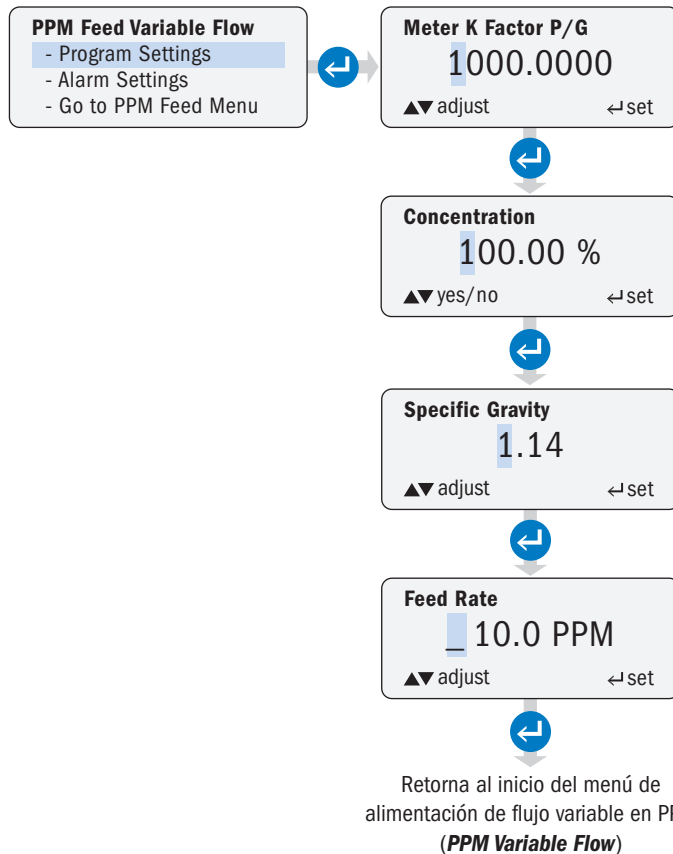 PPM Feed Variable Flow
- Program Settings
- Alarm Settings
- Go to PPM Feed Menu
Meter K Factor P/G
1000.0000
▲▼ adjust ↵ set
Concentration
100.00 %
▲▼ yes/no ↵ set
Specific Gravity
1.14
▲▼ adjust ↵ set
Feed Rate
_ 10.0 PPM
▲▼ adjust ↵ set
Retorna al inicio del menú de
alimentación de flujo variable en
(PPM Variable Flow)